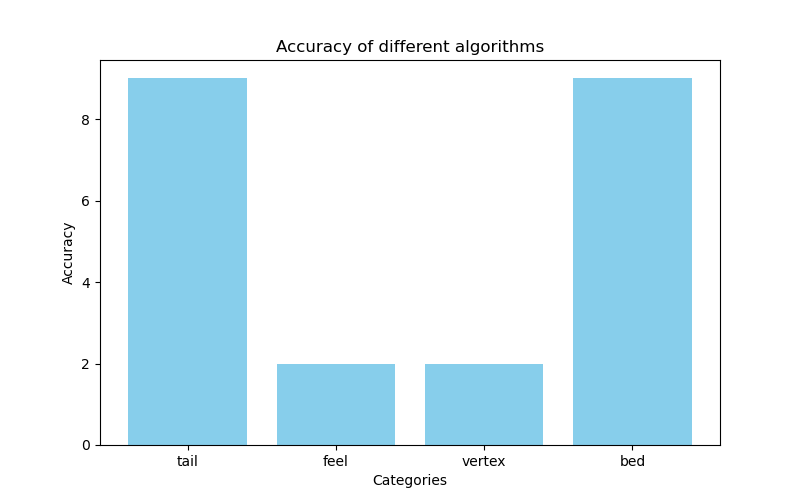 Accuracy of different algorithms
8
6
4
2
0
Accuracy
tail feel vertex bed
Categories